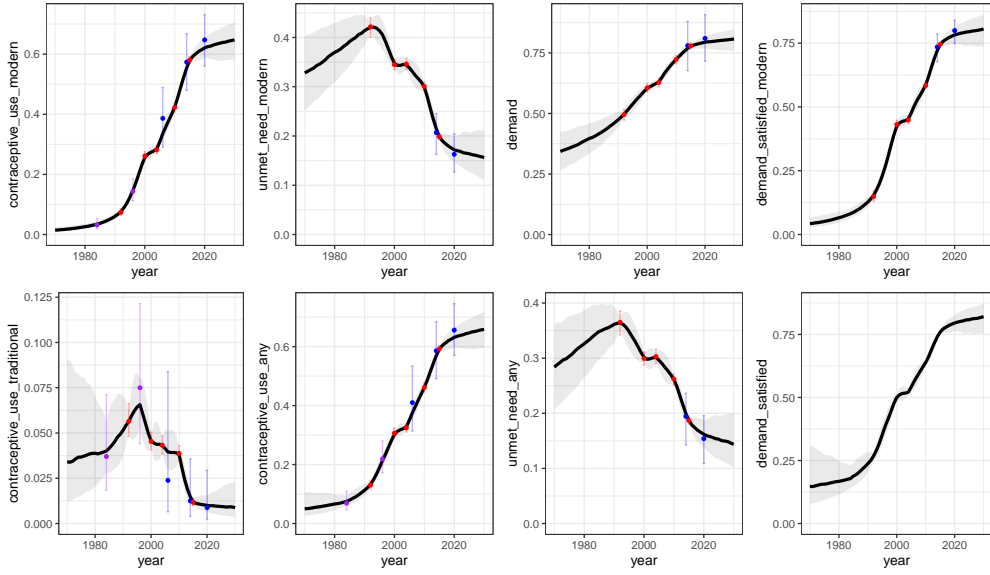 contraceptive_use_modern
0.6
0.4
0.2
0.0
1980 2000 2020
year
unmet_need_modern
0.4
0.3
0.2
0.1
0.0
1980 2000 2020
year
demand
0.75
0.50
0.25
0.00
1980 2000 2020
year
demand_satisfied_modern
0.75
0.50
0.25
0.00
1980 2000 2020
year
contraceptive_use_traditional
0.125
0.100
0.075
0.050
0.025
0.000
1980 2000 2020
year
contraceptive_use_any
0.6
0.4
0.2
0.0
1980 2000 2020
year
unmet_need_any
0.4
0.3
0.2
0.1
0.0
1980 2000 2020
year
demand_satisfied
0.75
0.50
0.25
0.00
1980 2000 2020
year